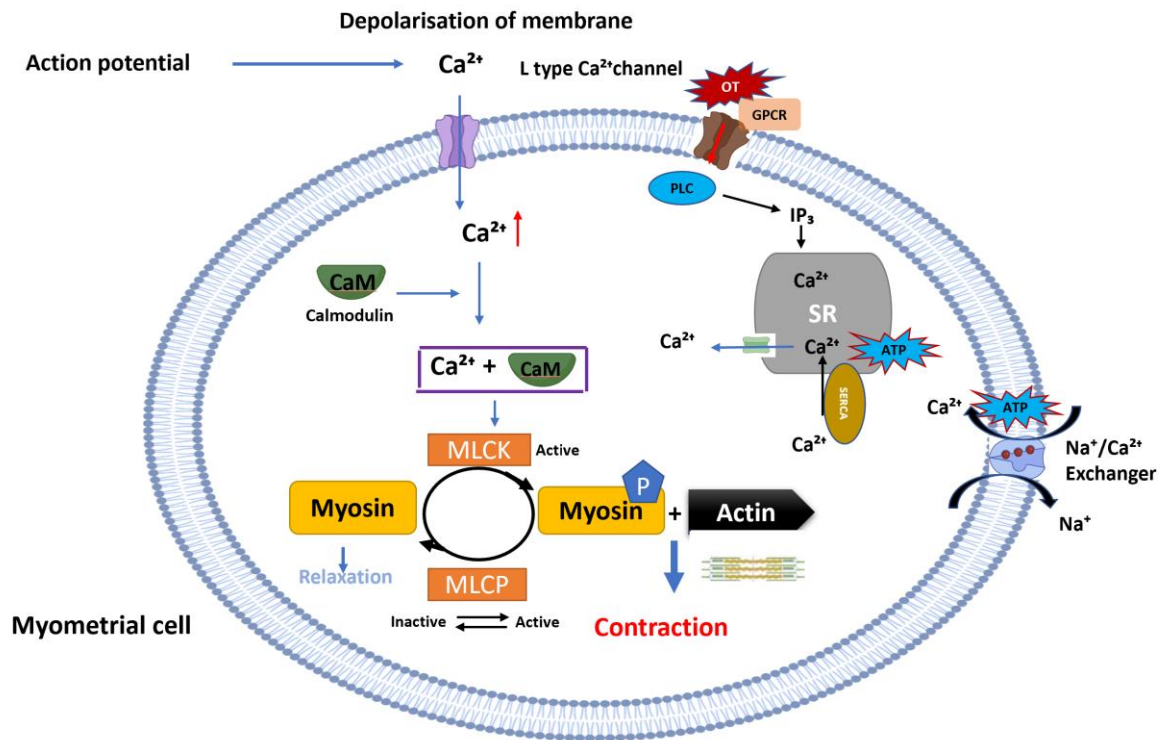 Depolarisation of membrane
Action potential
Ca²⁺
L type Ca²⁺channel
OT
GPCR
PLC
IP₃
Ca²⁺
CaM
Calmodulin
Ca²⁺
SR
Ca²⁺
Ca²⁺
ATP
SERCA
Ca²⁺
Ca²⁺ + CaM
Ca²⁺
ATP
Na⁺/Ca²⁺
Exchanger
Na⁺
MLCK Active
Myosin
P
Myosin + Actin
Relaxation
MLCP
Inactive Active
Contraction
Myometrial cell